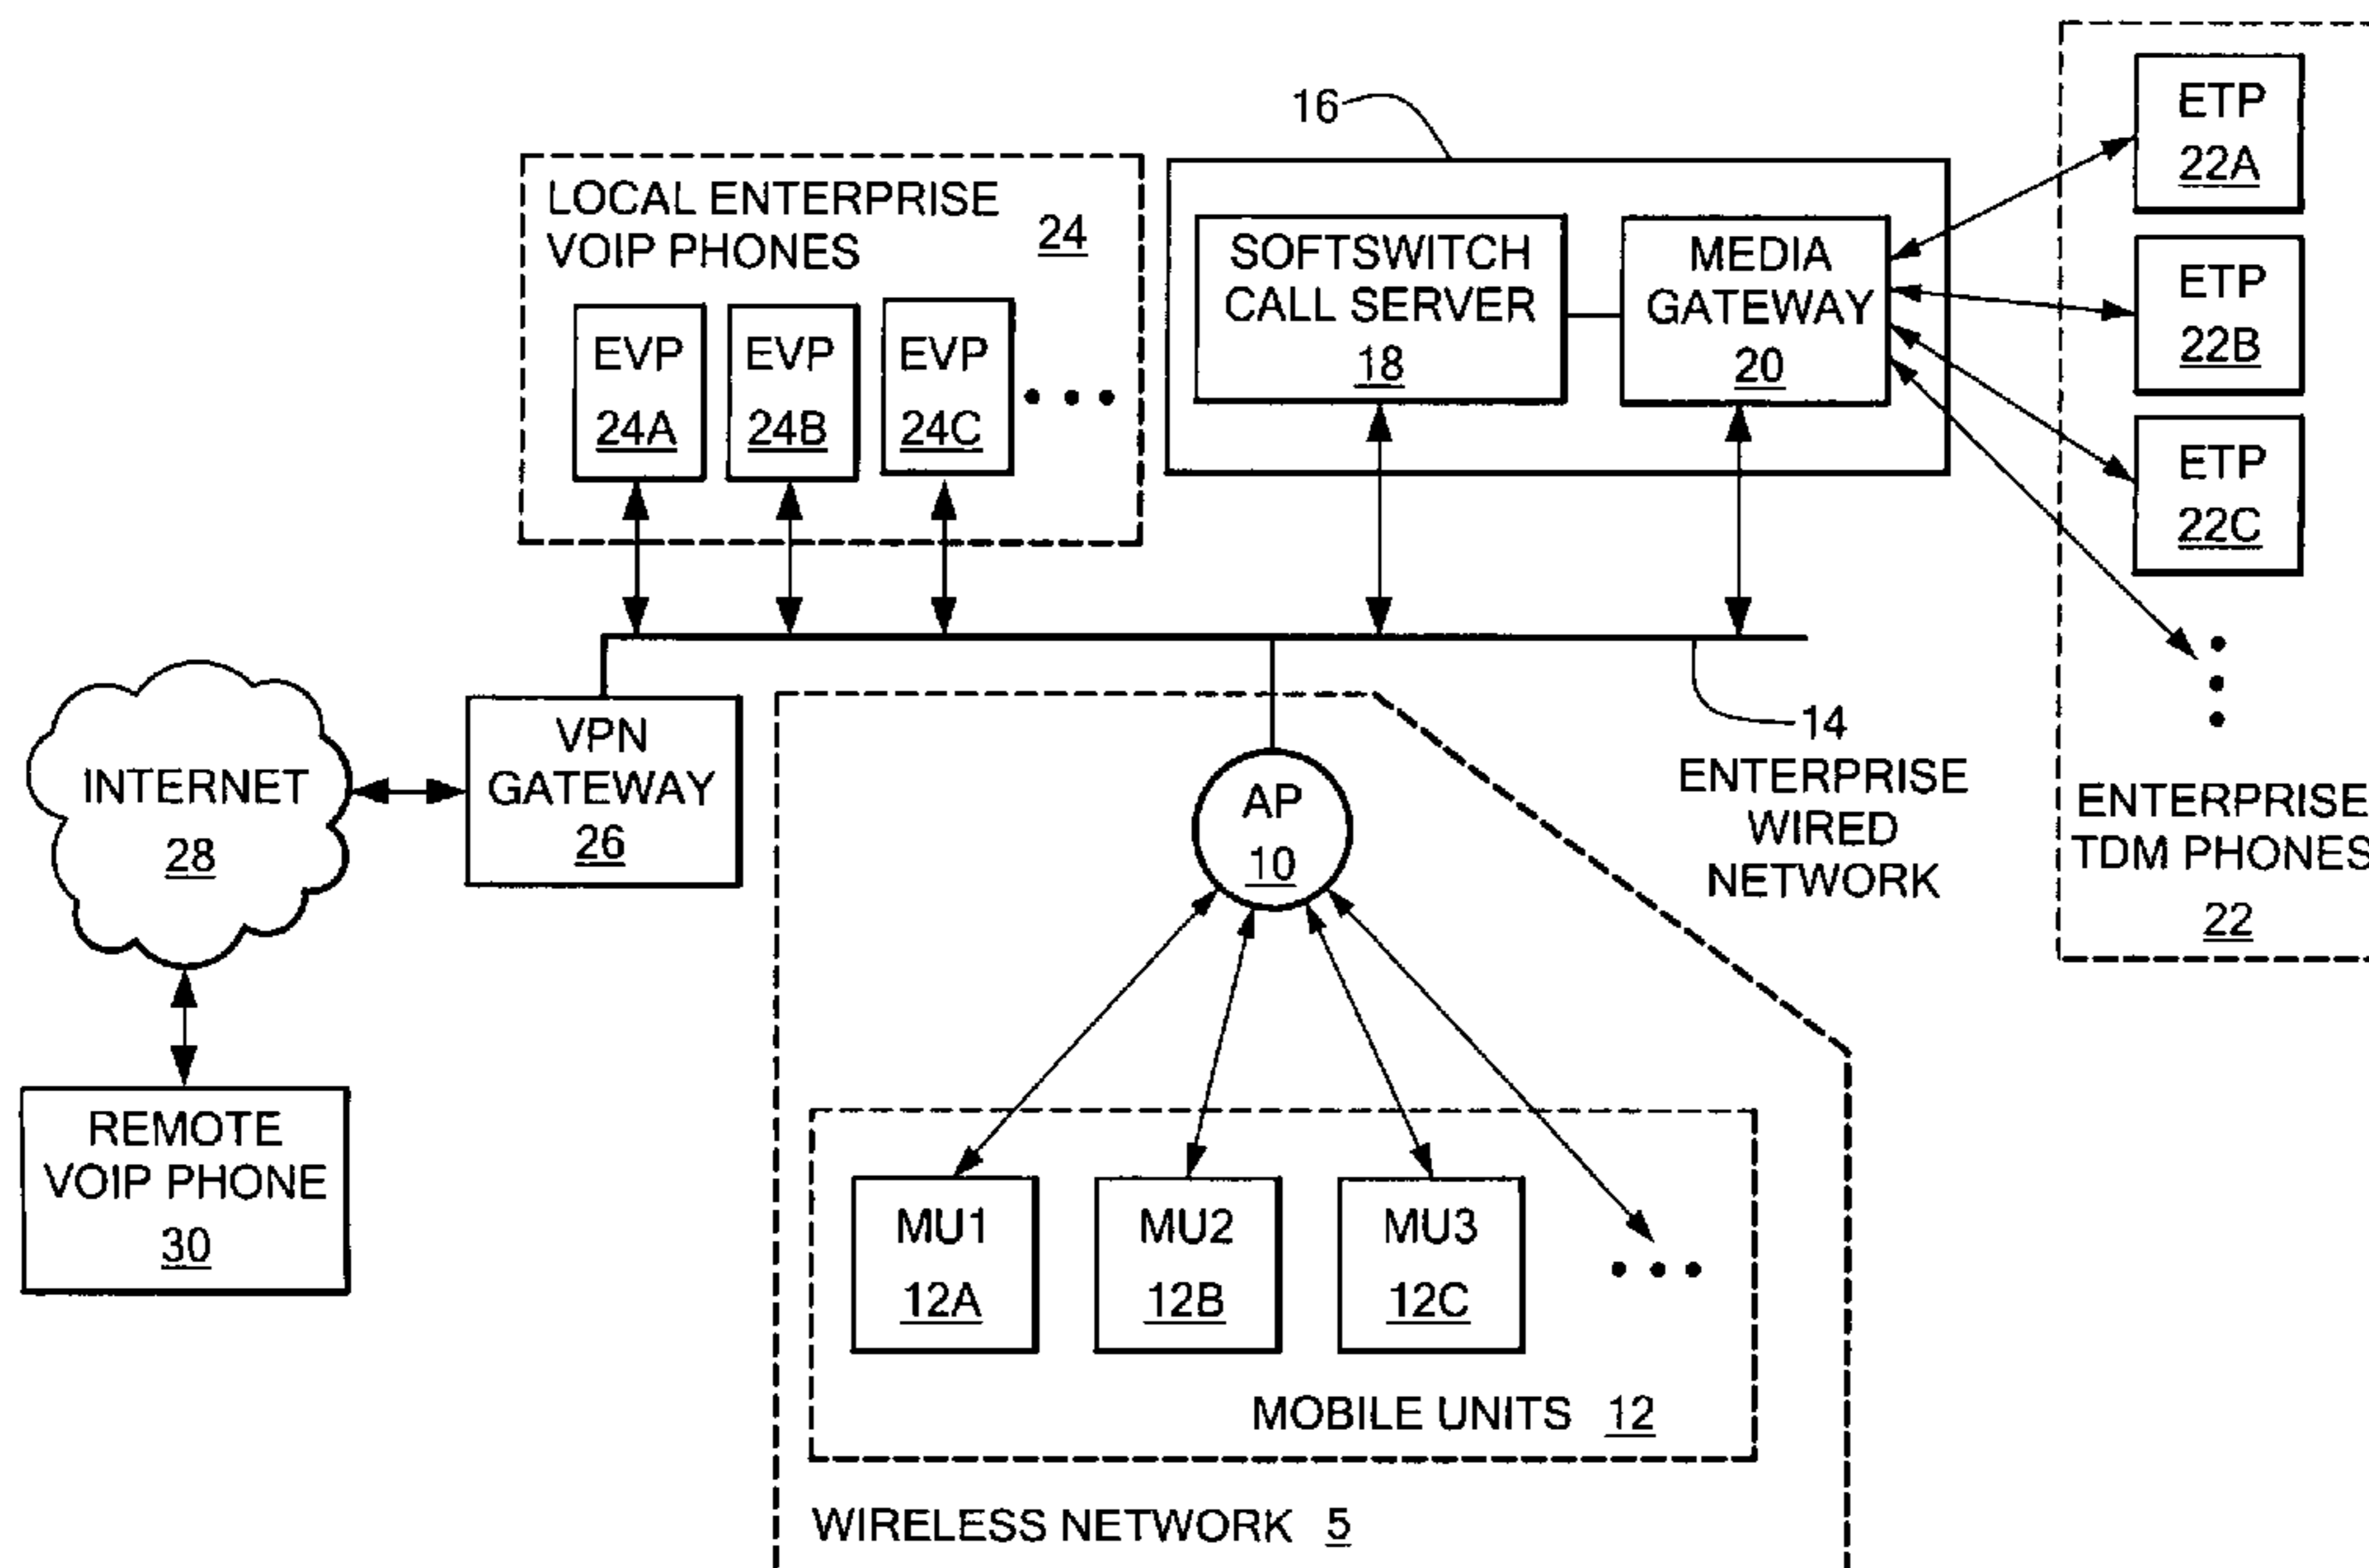 16
LOCAL ENTERPRISE
VOIP PHONES
24
EVP
24A
EVP
24B
EVP
24C
SOFTSWITCH
CALL SERVER
18
MEDIA
GATEWAY
20
ETP
22A
ETP
22B
ETP
22C
ENTERPRISE
TDM PHONES
22
14
ENTERPRISE
WIRED
NETWORK
INTERNET
28
VPN
GATEWAY
26
AP
10
REMOTE
VOIP PHONE
30
MU1
12A
MU2
12B
MU3
12C
MOBILE UNITS 12
WIRELESS NETWORK 5